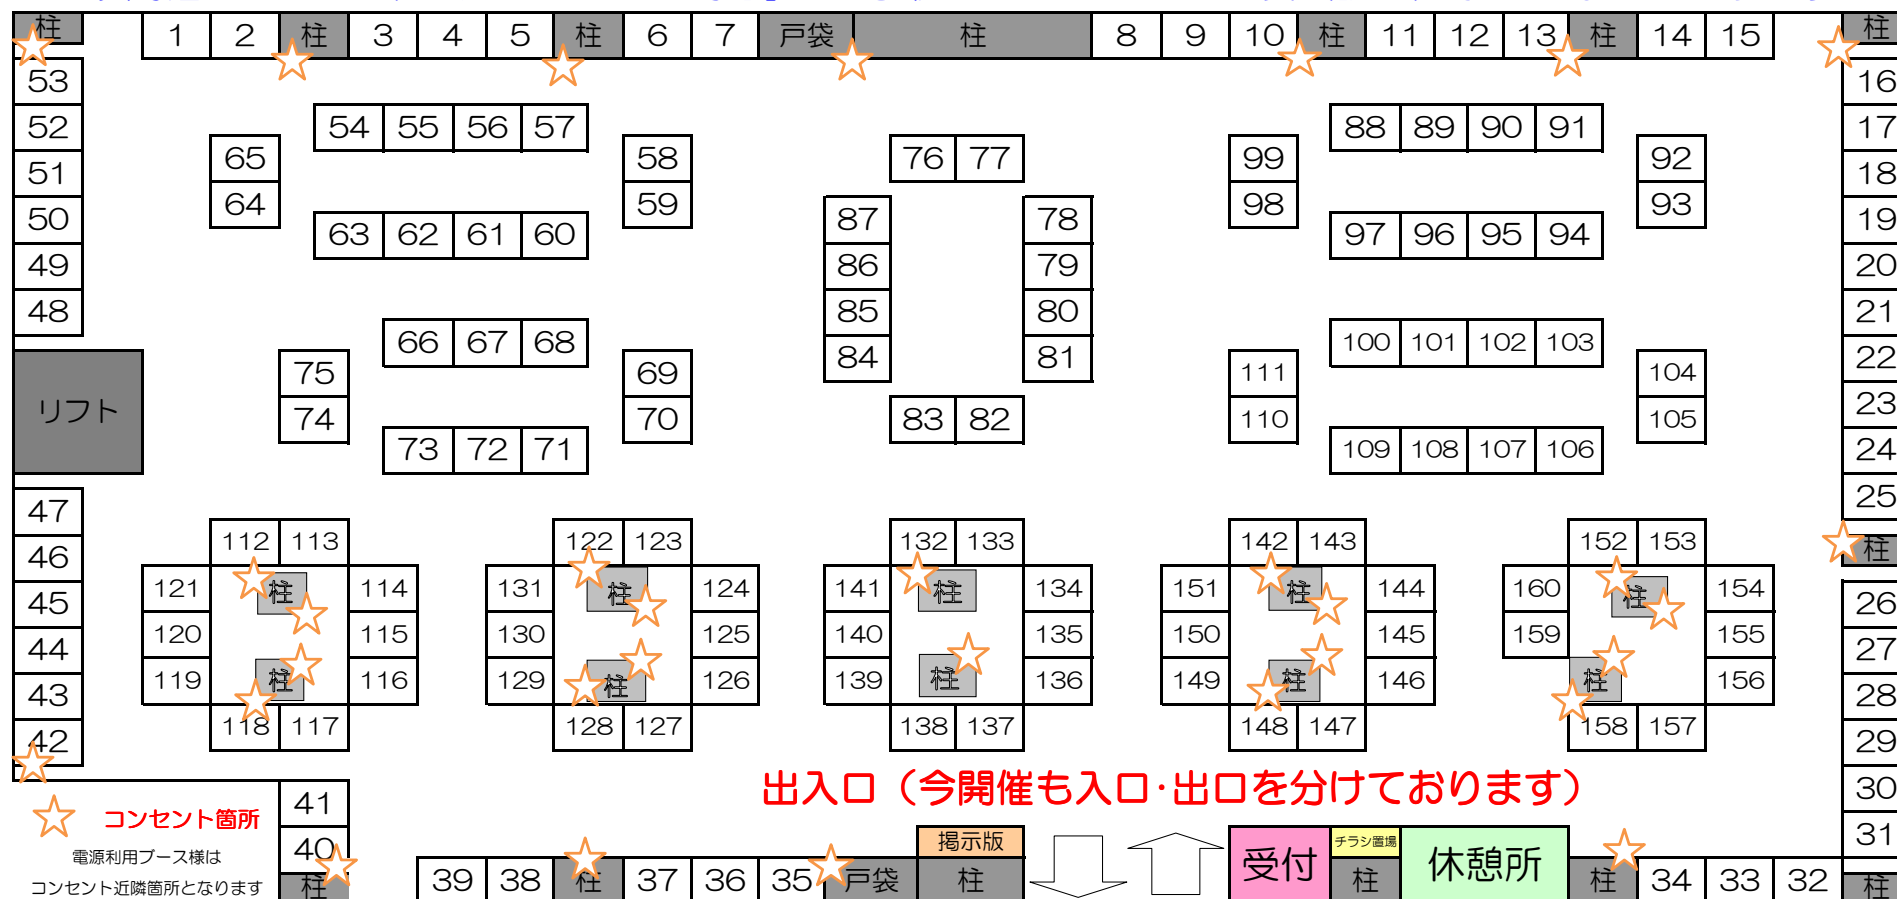 柱 1 2 柱 3 4 5 柱 6 7 戸袋 柱 8 9 10 柱 11 12 13 柱 14 15 柱
53 16
54 55 56 57 88 89 90 91
52 17
65 58 76 77 99 92
51 18
64 59 98 93
50 87 78 19
63 62 61 60 97 96 95 94
49 86 79 20
48 85 80 21
66 67 68 100 101 102 103
84 81 22
75 69 111 104
リフト 23
74 70 83 82 110 105
73 72 71 109 108 107 106 24
25
47
112 113 122 123 132 133 142 143 152 153 柱
46
121 柱 114 131 柱 124 141 柱 134 151 柱 144 160 柱 154
45 26
120 115 130 125 140 135 150 145 159 155
44 27
119 柱 116 129 柱 126 139 柱 136 149 柱 146 柱 156
43 28
118 117 128 127 138 137 148 147 158 157
42 29
出入口（今開催も入口・出口を分けております）
41 30
コンセント箇所
31
掲示版 チラシ置場
40
電源利用ブース様は
受付 休憩所
コンセント近隣箇所となります
柱 39 38 柱 37 36 35 戸袋 柱 柱 柱 34 33 32 柱